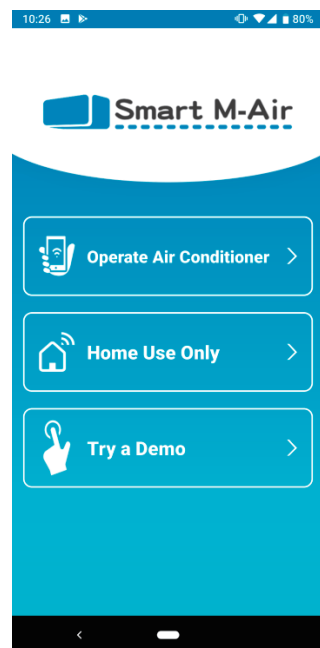 10:26 80%
Smart M-Air
Operate Air Conditioner
Home Use Only
Try a Demo